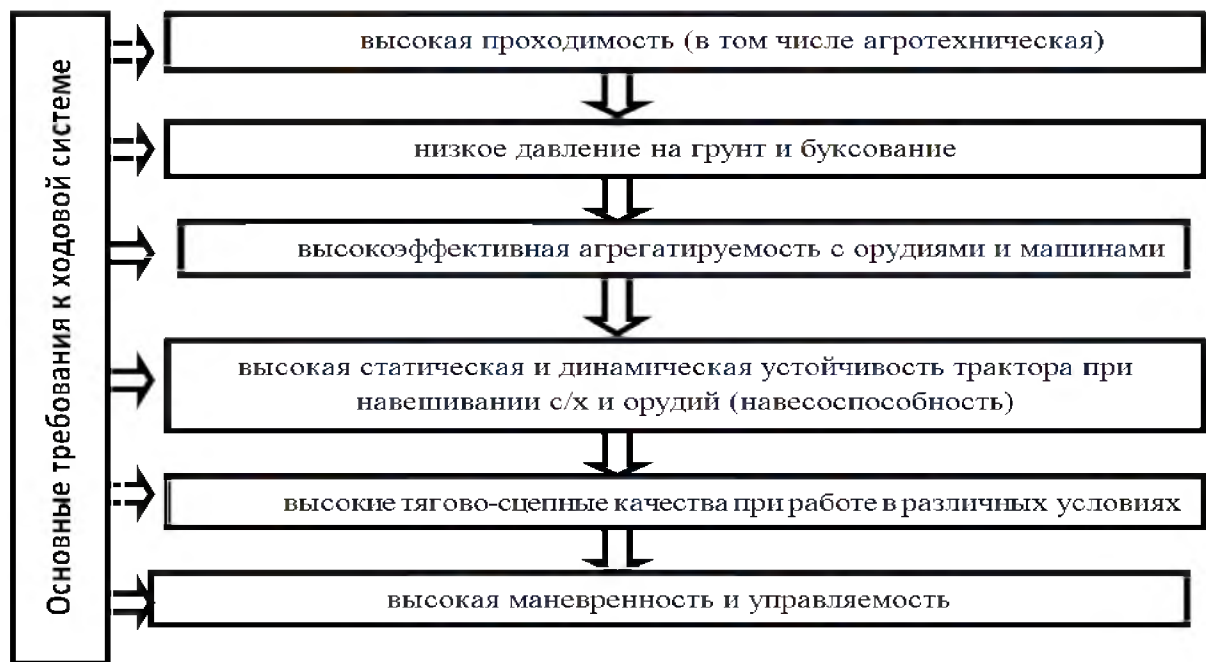 Основные требования к ходовой системе
высокая проходимость (в том числе агротехническая)
низкое давление на грунт и буксование
высокоэффективная агрегатируемость с орудиями и машинами
высокая статическая и динамическая устойчивость трактора при
навешивании с/х и орудий (навесоспособность)
высокие тягово-сцепные качества при работе в различных условиях
высокая маневренность и управляемость